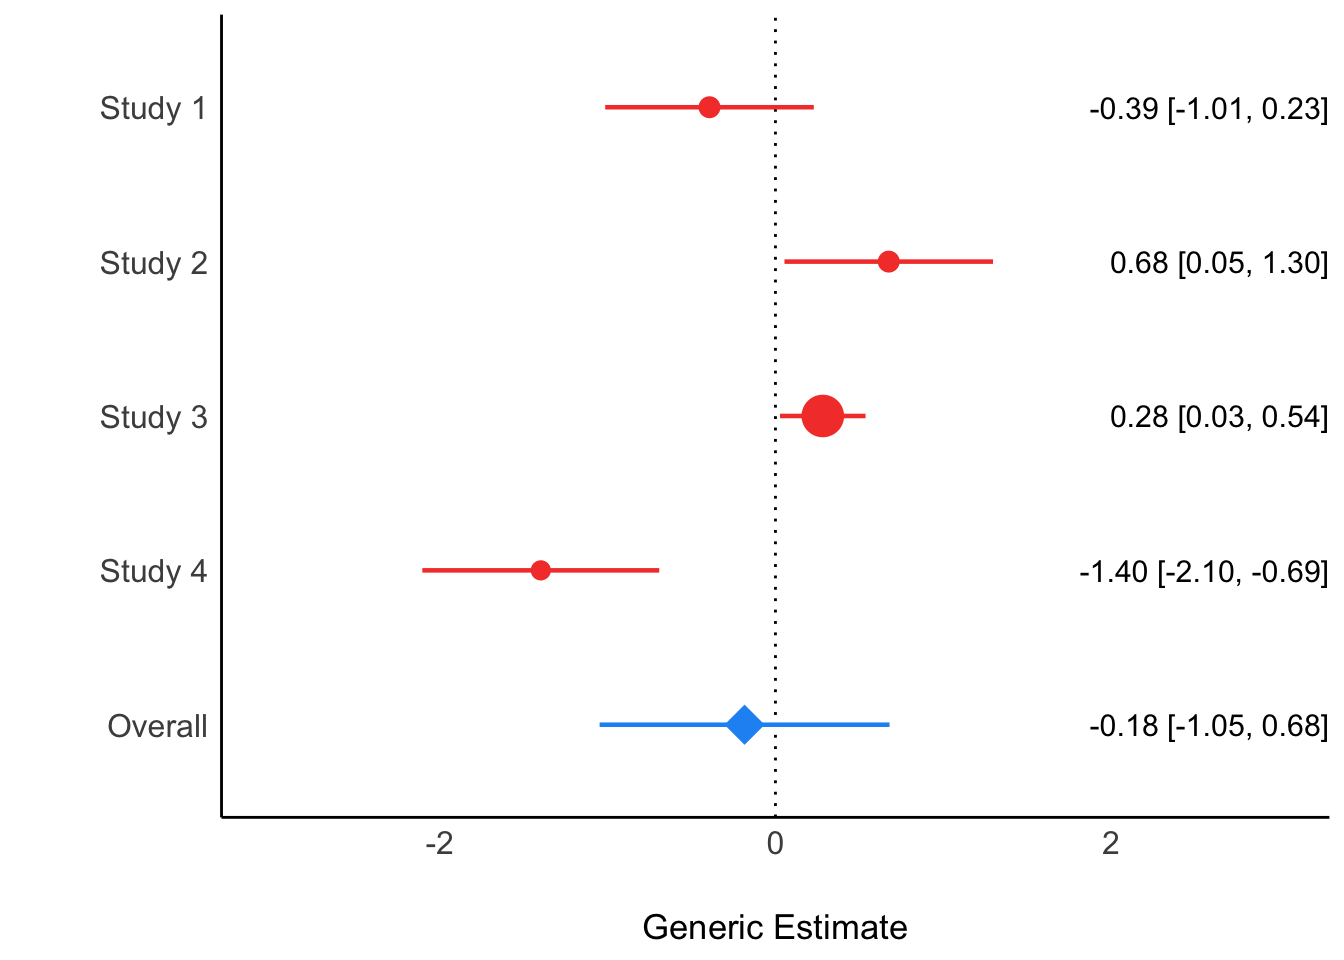 Study 1 -0.39 [-1.01, 0.23]
Study 2 0.68 [0.05, 1.30]
Study 3 0.28 [0.03, 0.54]
Study 4 -1.40 [-2.10, -0.69]
Overall -0.18 [-1.05, 0.68]
-2 0 2
Generic Estimate